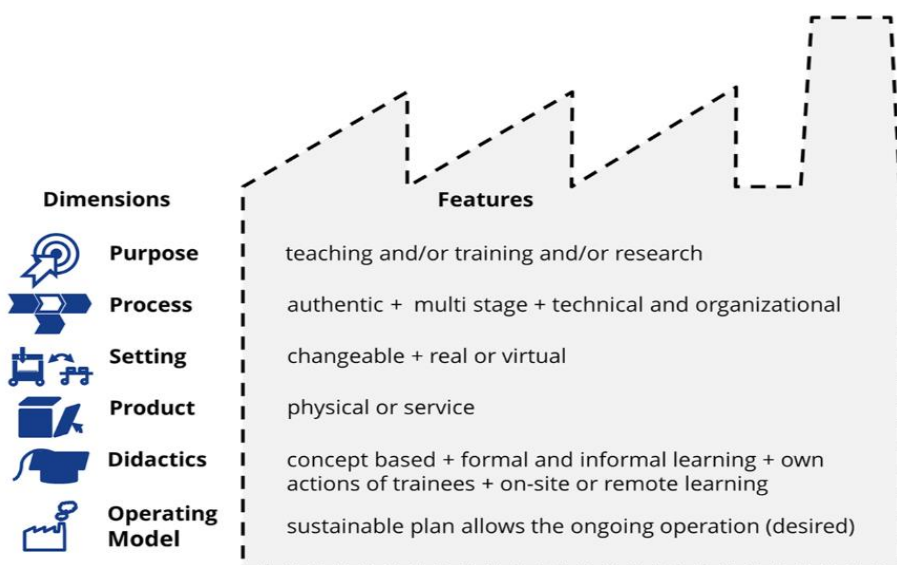 Dimensions Features
Purpose teaching and/or training and/or research
Process authentic + multi stage + technical and organizational
Setting changeable + real or virtual
Product physical or service
Didactics concept based + formal and informal learning + own
actions of trainees + on-site or remote learning
Operating
Model sustainable plan allows the ongoing operation (desired)